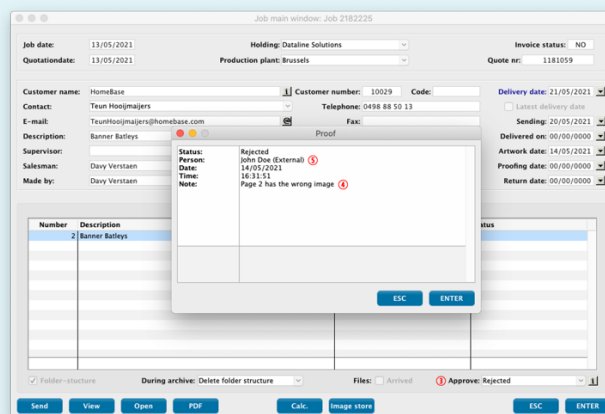 Job main window: Job 2182225
Job date: 13/05/2021 Holding: Dataline Solutions Invoice status: NO
Quotationdate: 13/05/2021 Production plant: Brussels Quote nr: 1181059
Customer name: HomeBase i Customer number: 10029 Code: Delivery date: 21/05/2021
Contact: Teun Hooijmaijers Telephone: 0498 88 50 13 Latest delivery date
E-mail: TeunHooijmaijers@homebase.com @ Fax: Sending: 20/05/2021
Description: Banner Batleys Delivered on: 00/00/0000
Supervisor: Artwork date: 14/05/2021
Salesman: Davy Verstaen Proofing date: 00/00/0000
Made by: Davy Verstaen Return date: 00/00/0000
Proof
Status: Rejected
Person: John Doe (External) 5
Date: 14/05/2021
Time: 16:31:51
Note: Page 2 has the wrong image 4
ESC ENTER
Number Description
2 Banner Batleys
Folder-stucture During archive: Delete folder structure Files: Arrived 3 Approve: Rejected i
Send View Open PDF Calc. Image store ESC ENTER